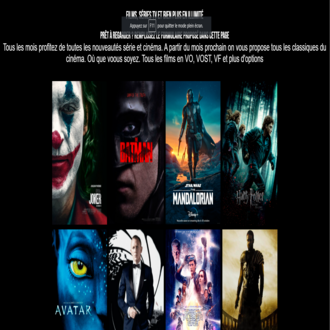 FILMS, SÉRIES TV ET BIEN PLUS EN ILLIMITÉ
Appuyez sur F11 pour quitter le mode plein écran.
PRÊT À REGARDER ? REMPLISSEZ LE FORMULAIRE PROPOSÉ DANS CETTE PAGE
Tous les mois profitez de toutes les nouveautés série et cinéma. A partir du mois prochain on vous propose tous les classiques du
cinéma. Où que voous soyez. Tous les films en VO, VOST, VF et plus d'options
JOKER
THE
BATMAN
STAR WARS
THE
MANDALORIAN
Disney+
HARRY POTTER
AVATAR